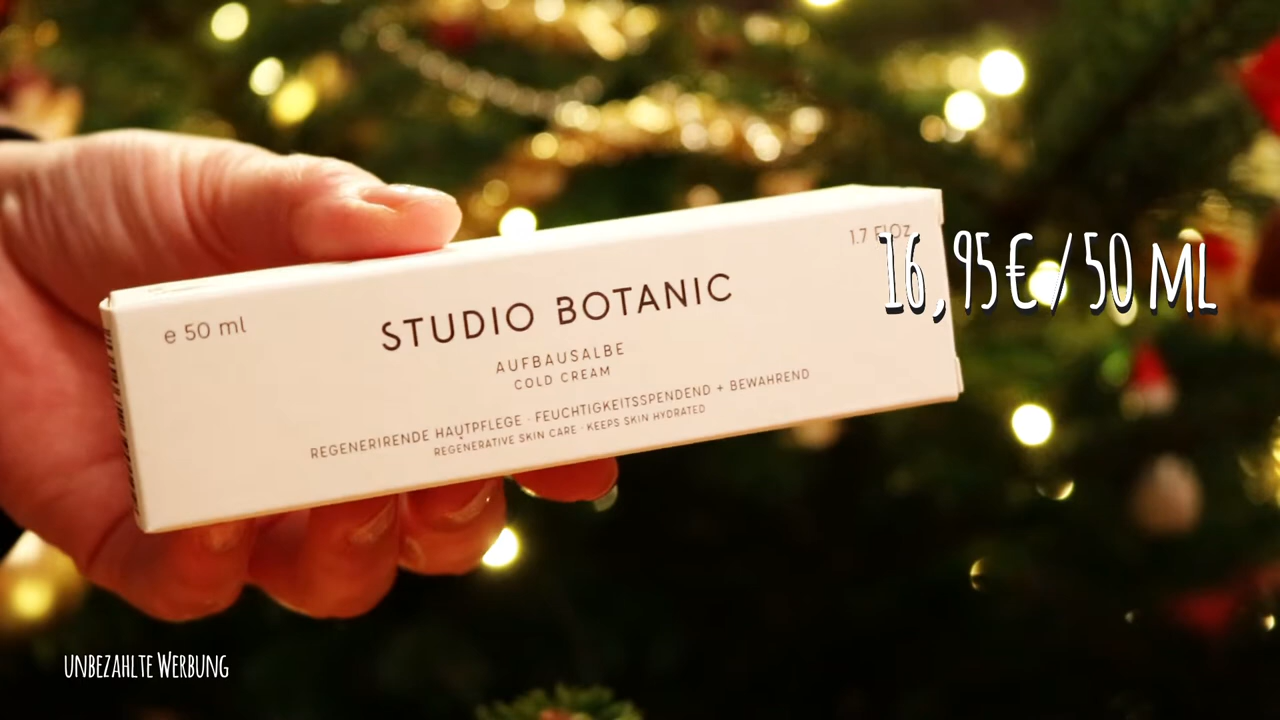 e 50 ml
1.7 Fl Oz
STUDIO BOTANIC
AUFBAUSALBE
COLD CREAM
REGENERIRENDE HAUTPFLEGE · FEUCHTIGKEITSSPENDEND + BEWAHREND
REGENERATIVE SKIN CARE · KEEPS SKIN HYDRATED
16,95€/50 ML
UNBEZAHLTE WERBUNG